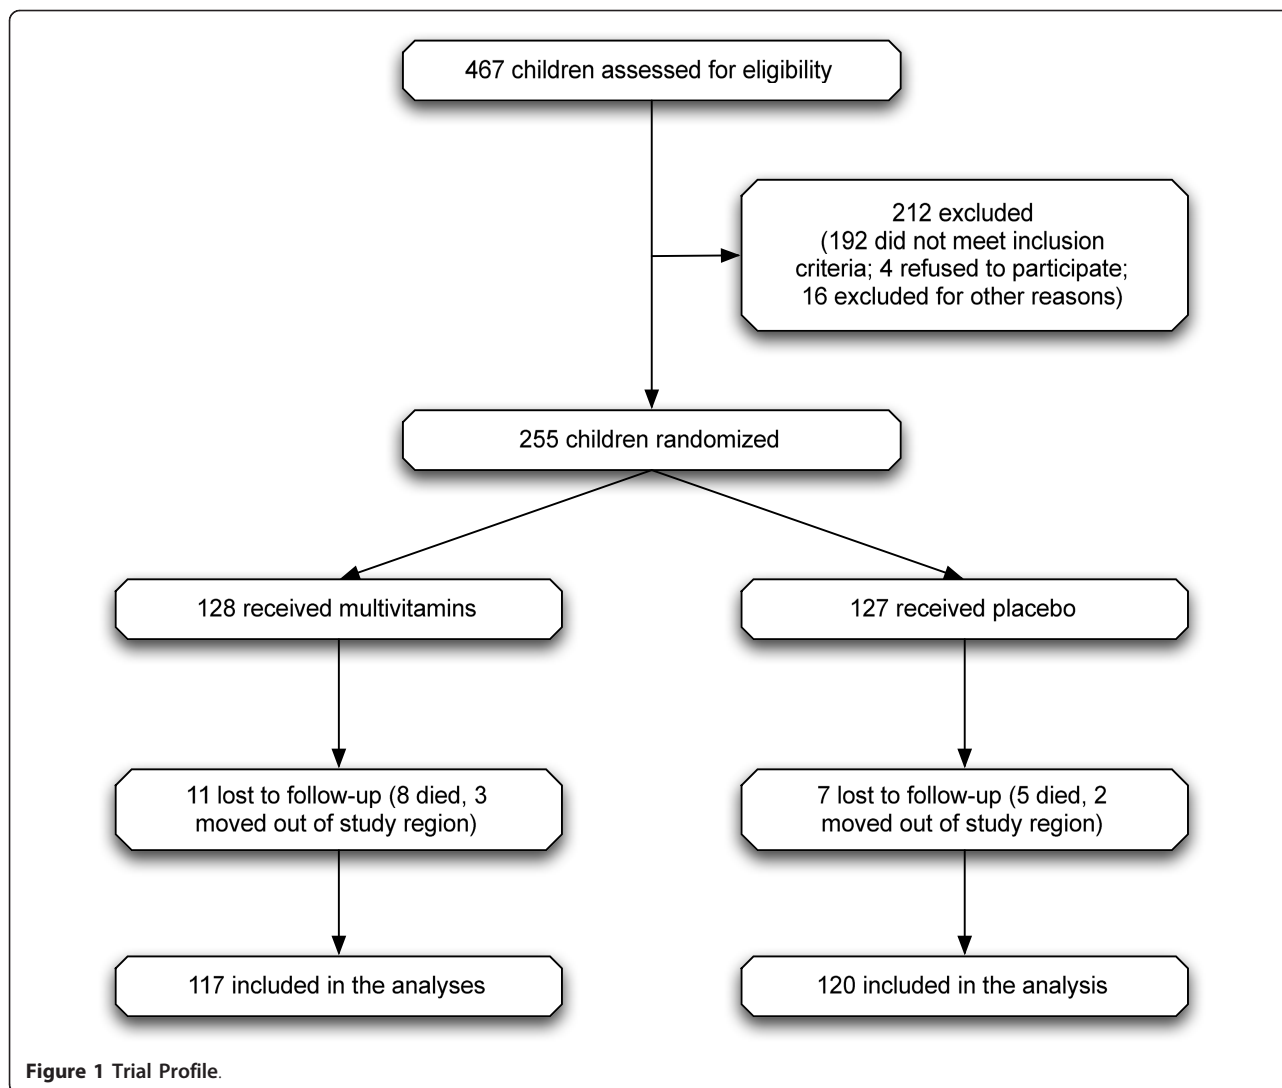 467 children assessed for eligibility
212 excluded
(192 did not meet inclusion
criteria; 4 refused to participate;
16 excluded for other reasons)
255 children randomized
128 received multivitamins
127 received placebo
11 lost to follow-up (8 died, 3
moved out of study region)
7 lost to follow-up (5 died, 2
moved out of study region)
117 included in the analyses
120 included in the analysis
Figure 1 Trial Profile.